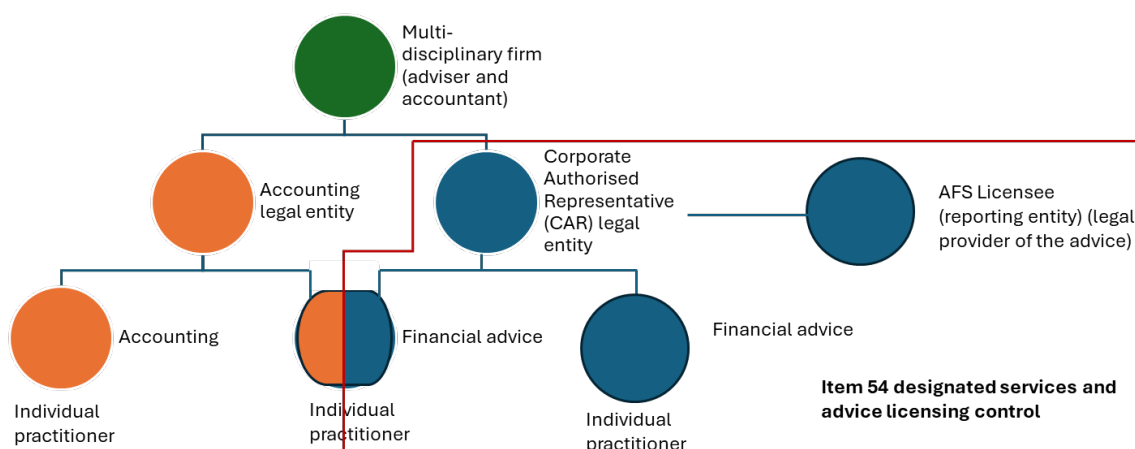 Multi-
disciplinary firm
(adviser and
accountant)
Accounting
legal entity
Corporate
Authorised
Representative
(CAR) legal
entity
AFS Licensee
(reporting entity) (legal
provider of the advice)
Accounting
Financial advice
Financial advice
Individual
practitioner
Individual
practitioner
Individual
practitioner
Item 54 designated services and
advice licensing control